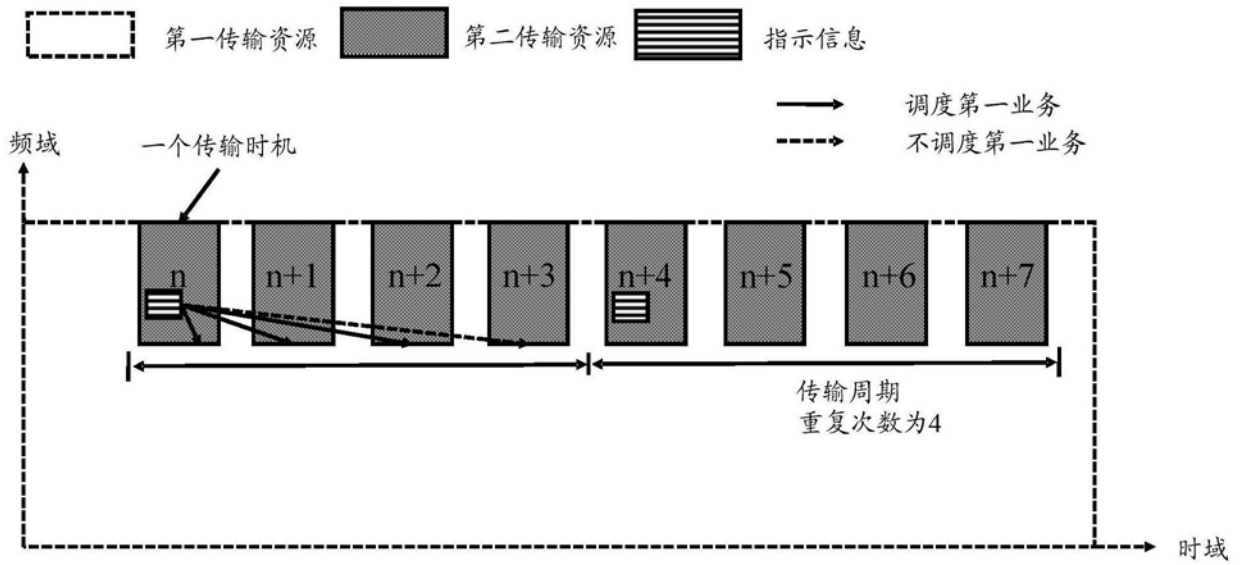 第一传输资源
第二传输资源
指示信息
调度第一业务
不调度第一业务
频域
一个传输时机
n
n+1
n+2
n+3
n+4
n+5
n+6
n+7
传输周期
重复次数为4
时域